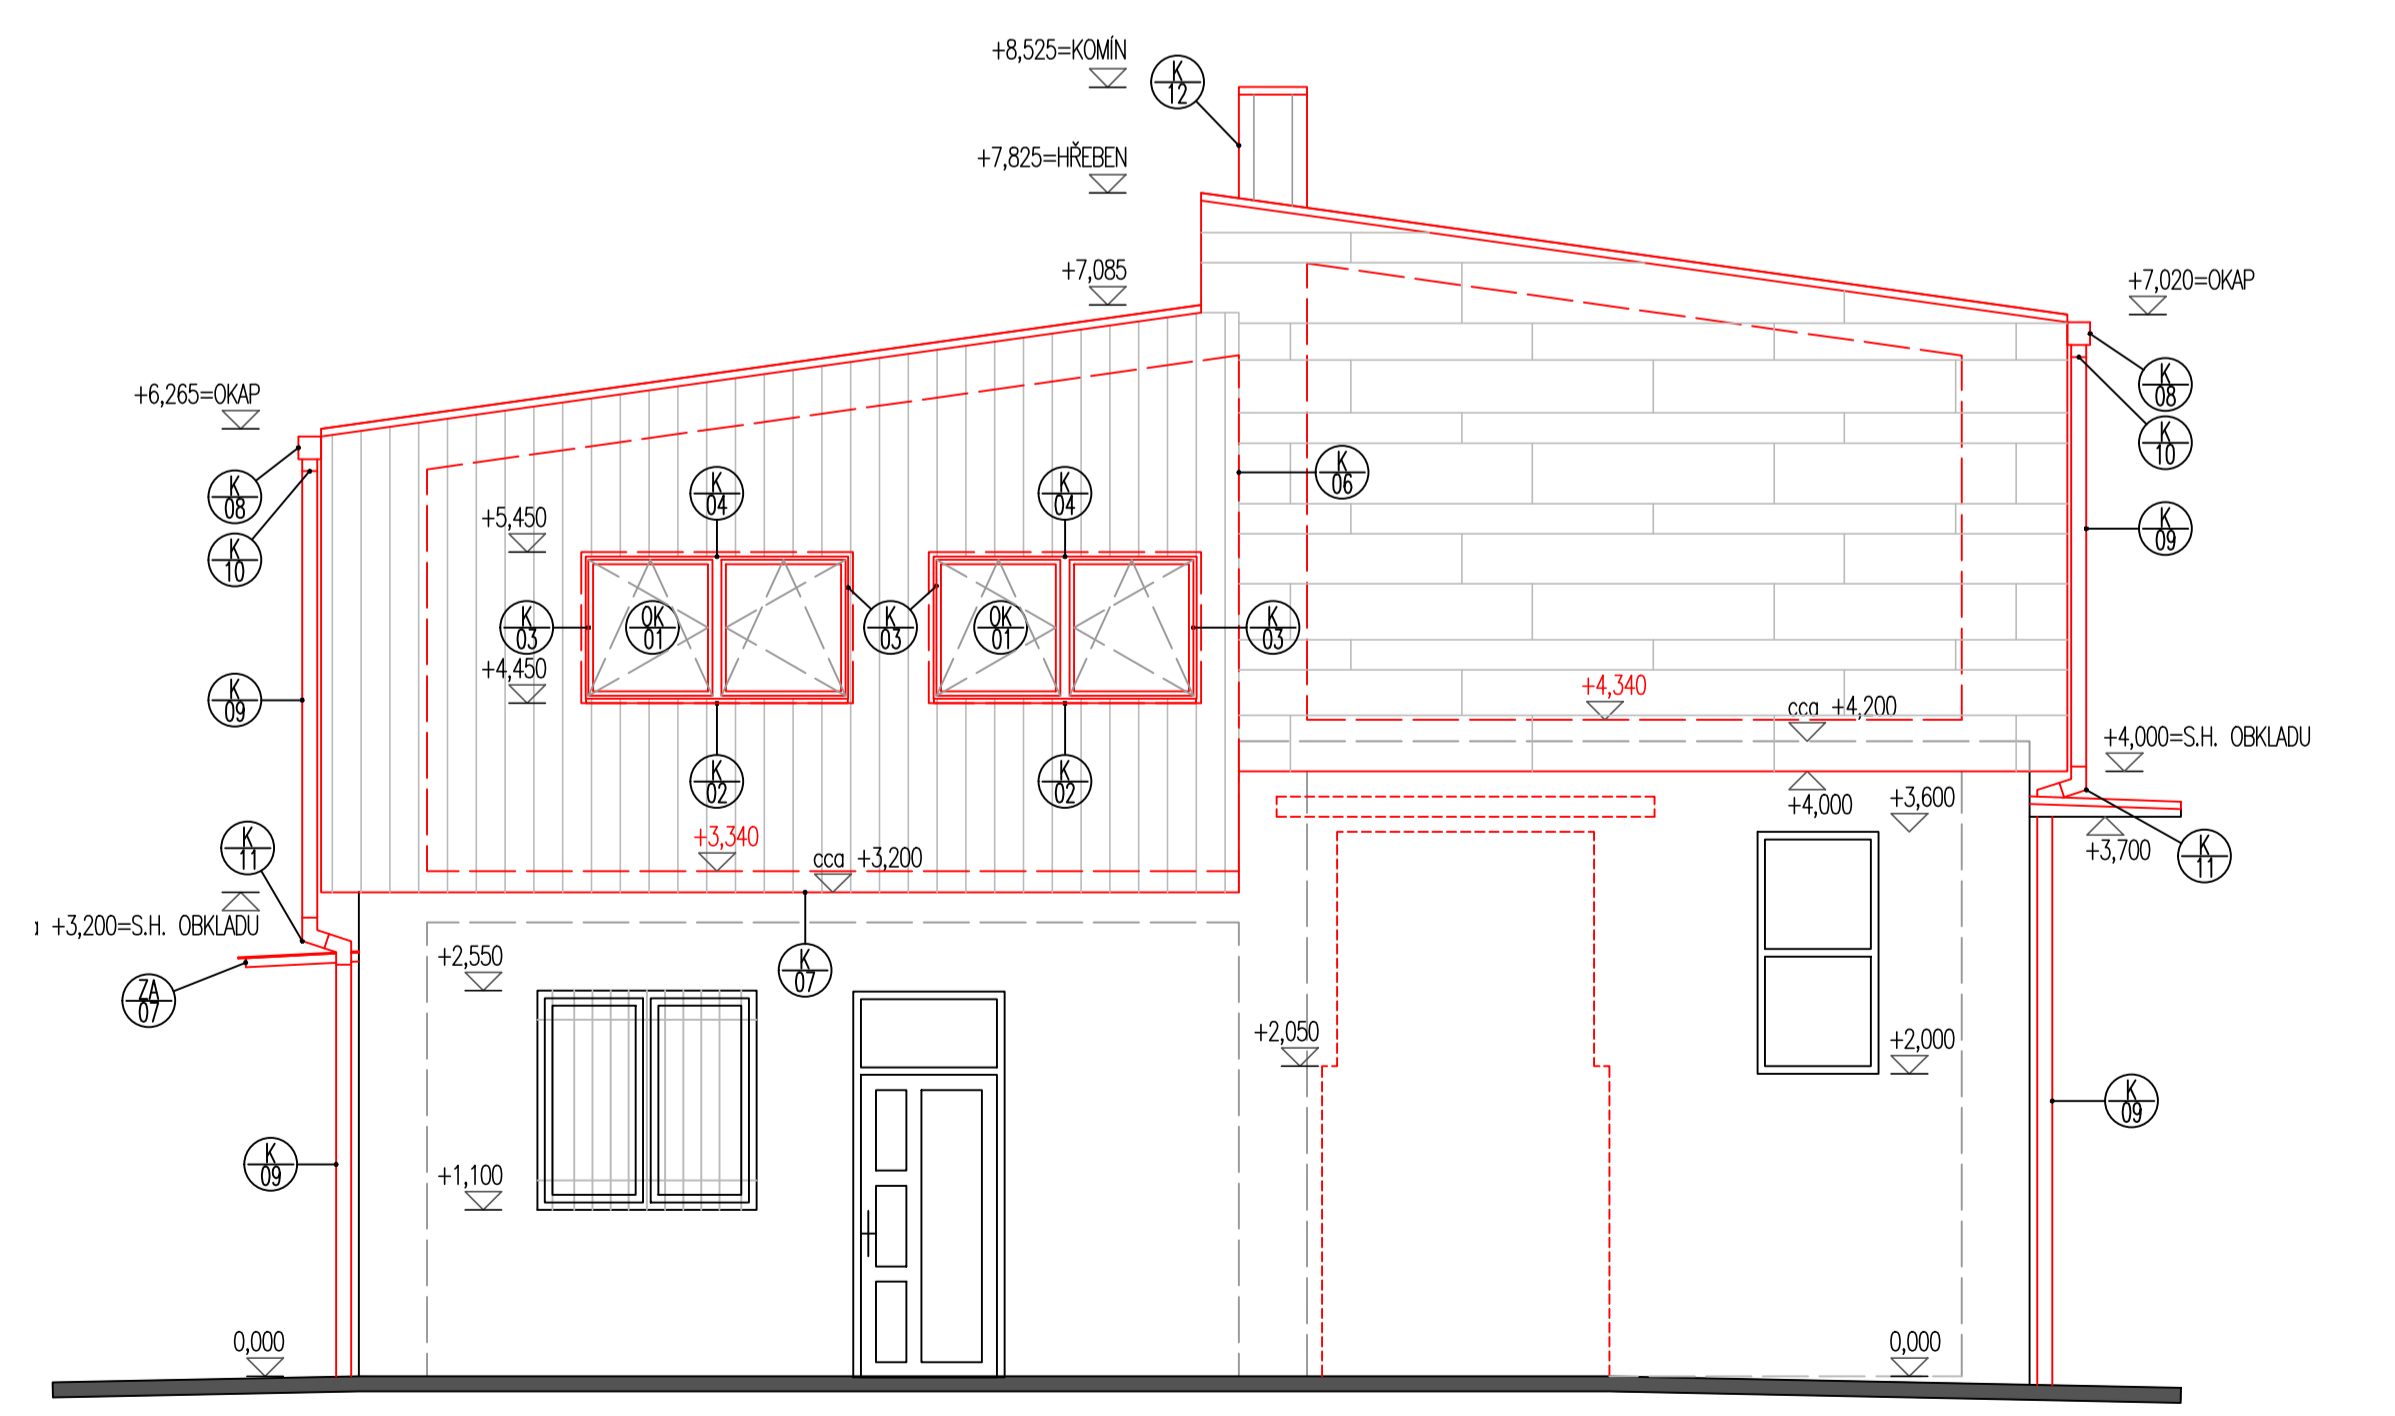 +8,525=KOMÍN
K
12
+7,825=HŘEBEN
+7,085
+7,020=OKAP
+6,265=OKAP
K
08
K
10
K
08
K
10
K
04
K
04
K
06
+5,450
K
09
K
03
OK
01
K
03
OK
01
K
03
+4,450
K
09
+4,340
cca +4,200
+4,000=S.H. OBKLADU
K
02
K
02
+4,000
+3,600
+3,340
cca +3,200
K
11
+3,700
K
11
+3,200=S.H. OBKLADU
+2,550
K
07
ZA
07
+2,050
+2,000
K
09
K
09
+1,100
0,000
0,000